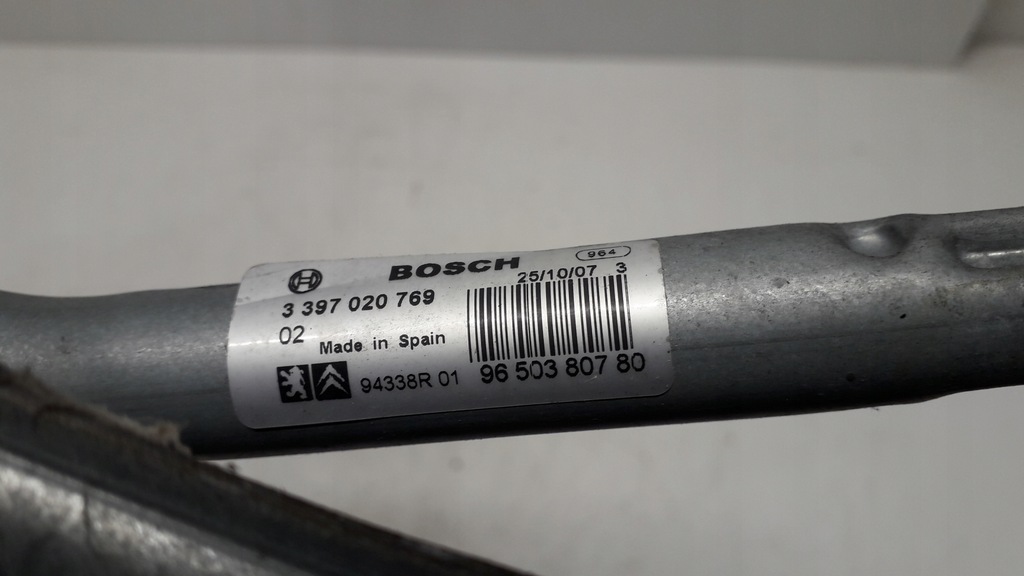 BOSCH
964
25/10/07 3
3 397 020 769
02 Made in Spain
94338R 01
96 503 807 80